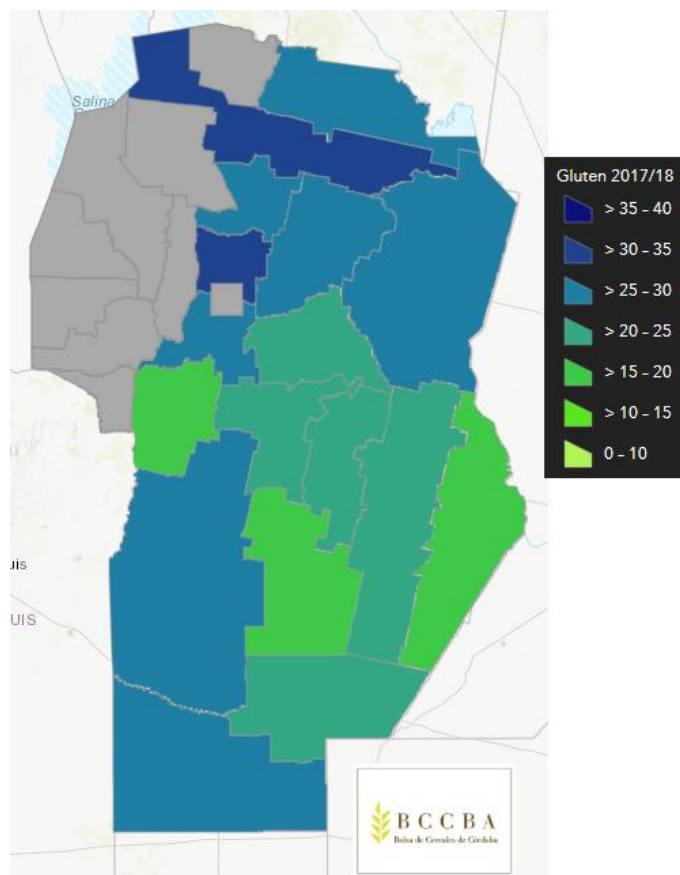 Salina
Gluten 2017/18
> 35 – 40
> 30 – 35
> 25 – 30
> 20 – 25
> 15 – 20
> 10 – 15
0 – 10
uis
UIS
BCCBA
Bolsa de Cereales de Córdoba